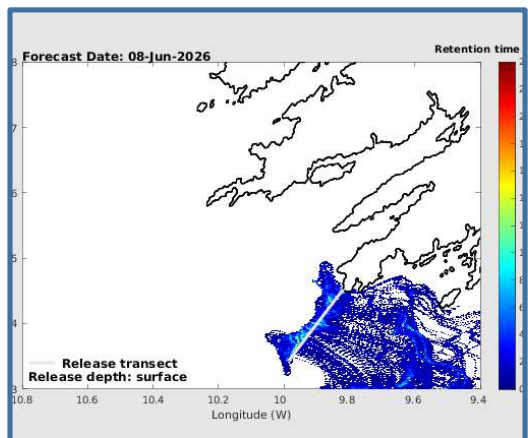 Forecast Date: 08-Jun-2026
Retention time
8
7
6
5
4
3
Release transect
Release depth: surface
10.8
10.6
10.4
10.2
10
9.8
9.6
9.4
Longitude (W)